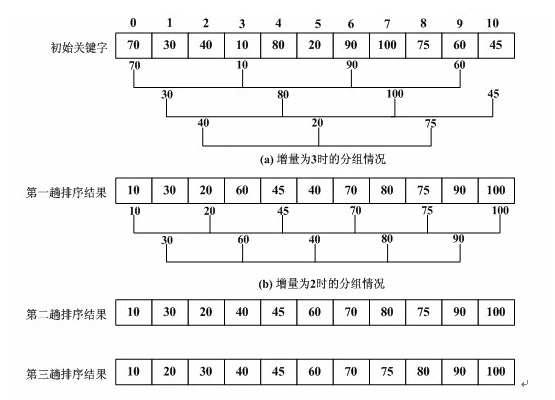 0 1 2 3 4 5 6 7 8 9 10
初始关键字 70 30 40 10 80 20 90 100 75 60 45
70 10 90 60
30 80 100 45
40 20 75
(a) 增量为3时的分组情况
第一趟排序结果 10 30 20 60 45 40 70 80 75 90 100
10 20 45 70 75 100
30 60 40 80 90
(b) 增量为2时的分组情况
第二趟排序结果 10 30 20 40 45 60 70 80 75 90 100
第三趟排序结果 10 20 30 40 45 60 70 75 80 90 100